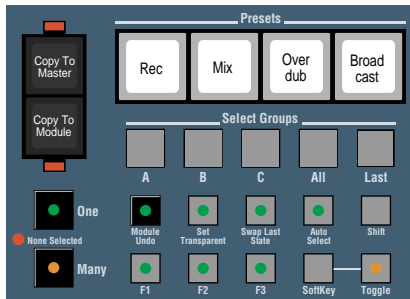 Presets
Copy To
Master
Copy To
Module
Rec
Mix
Over
dub
Broad
cast
Select Groups
A
B
C
All
Last
One
None Selected
Many
Module
Undo
Set
Transparent
Swap Last
State
Auto
Select
Shift
F1
F2
F3
SoftKey
Toggle